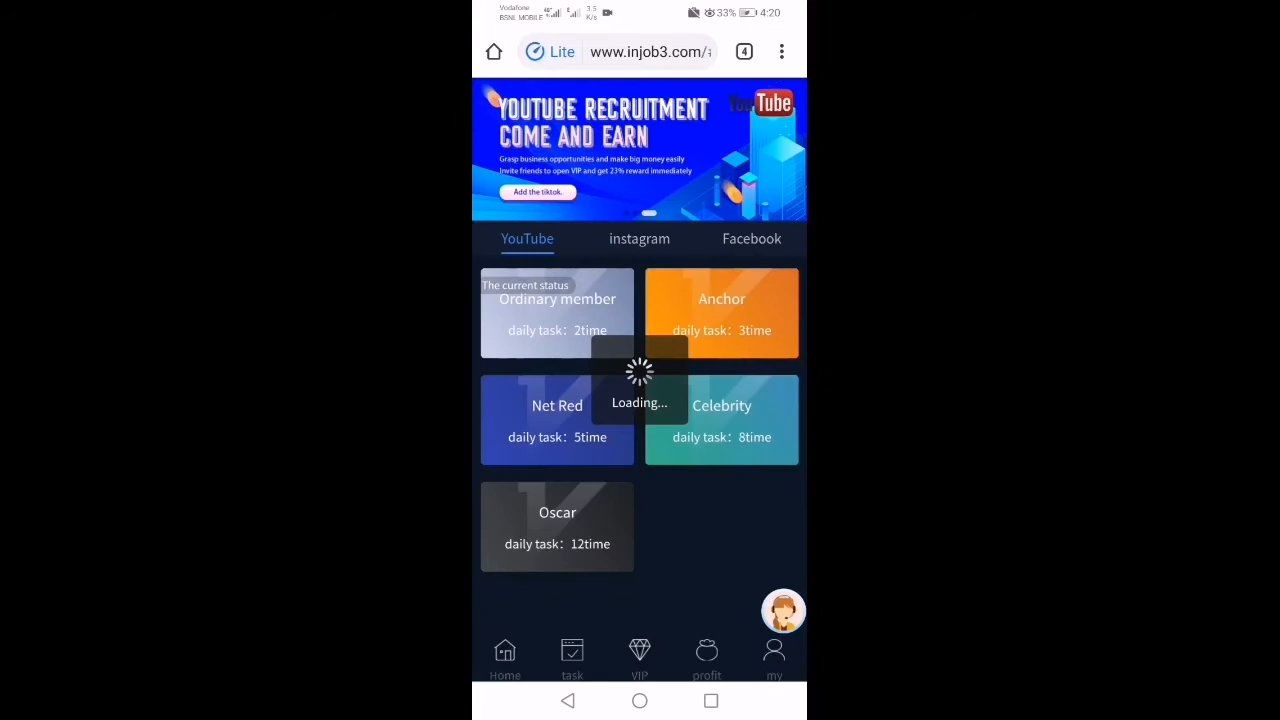 Vodafone
BSNL MOBILE
4G
E
3.5
K/s
33%
4:20
Lite
www.injob3.com/
4
YOUTUBE RECRUITMENT
COME AND EARN
YouTube
Grasp business opportunities and make big money easily
Invite friends to open VIP and get 23% reward immediately
Add the tiktok.
YouTube
instagram
Facebook
The current status
Ordinary member
daily task：2time
Anchor
daily task：3time
Net Red
daily task：5time
Loading...
Celebrity
daily task：8time
Oscar
daily task：12time
Home
task
VIP
profit
my